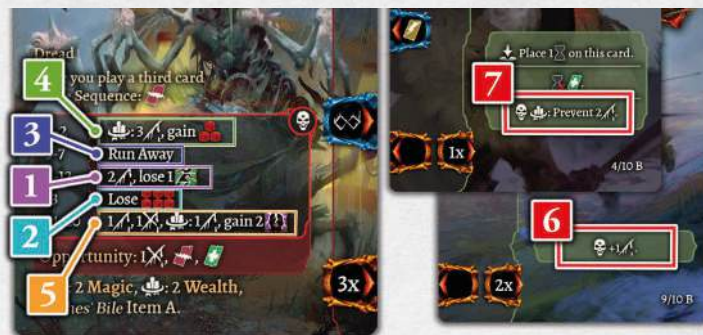 Dread
you play a third card
Sequence:
4
: 3, gain
3
-7
Run Away
1
2, lose 1
2
Lose
5
1, 1, : 1, gain 2
Opportunity: 1, ,
: 2 Magic, : 2 Wealth,
Bile Item A.
3x
Place 1 on this card.
7
: Prevent 2.
1x
4/10 B
6
+1.
2x
9/10 B